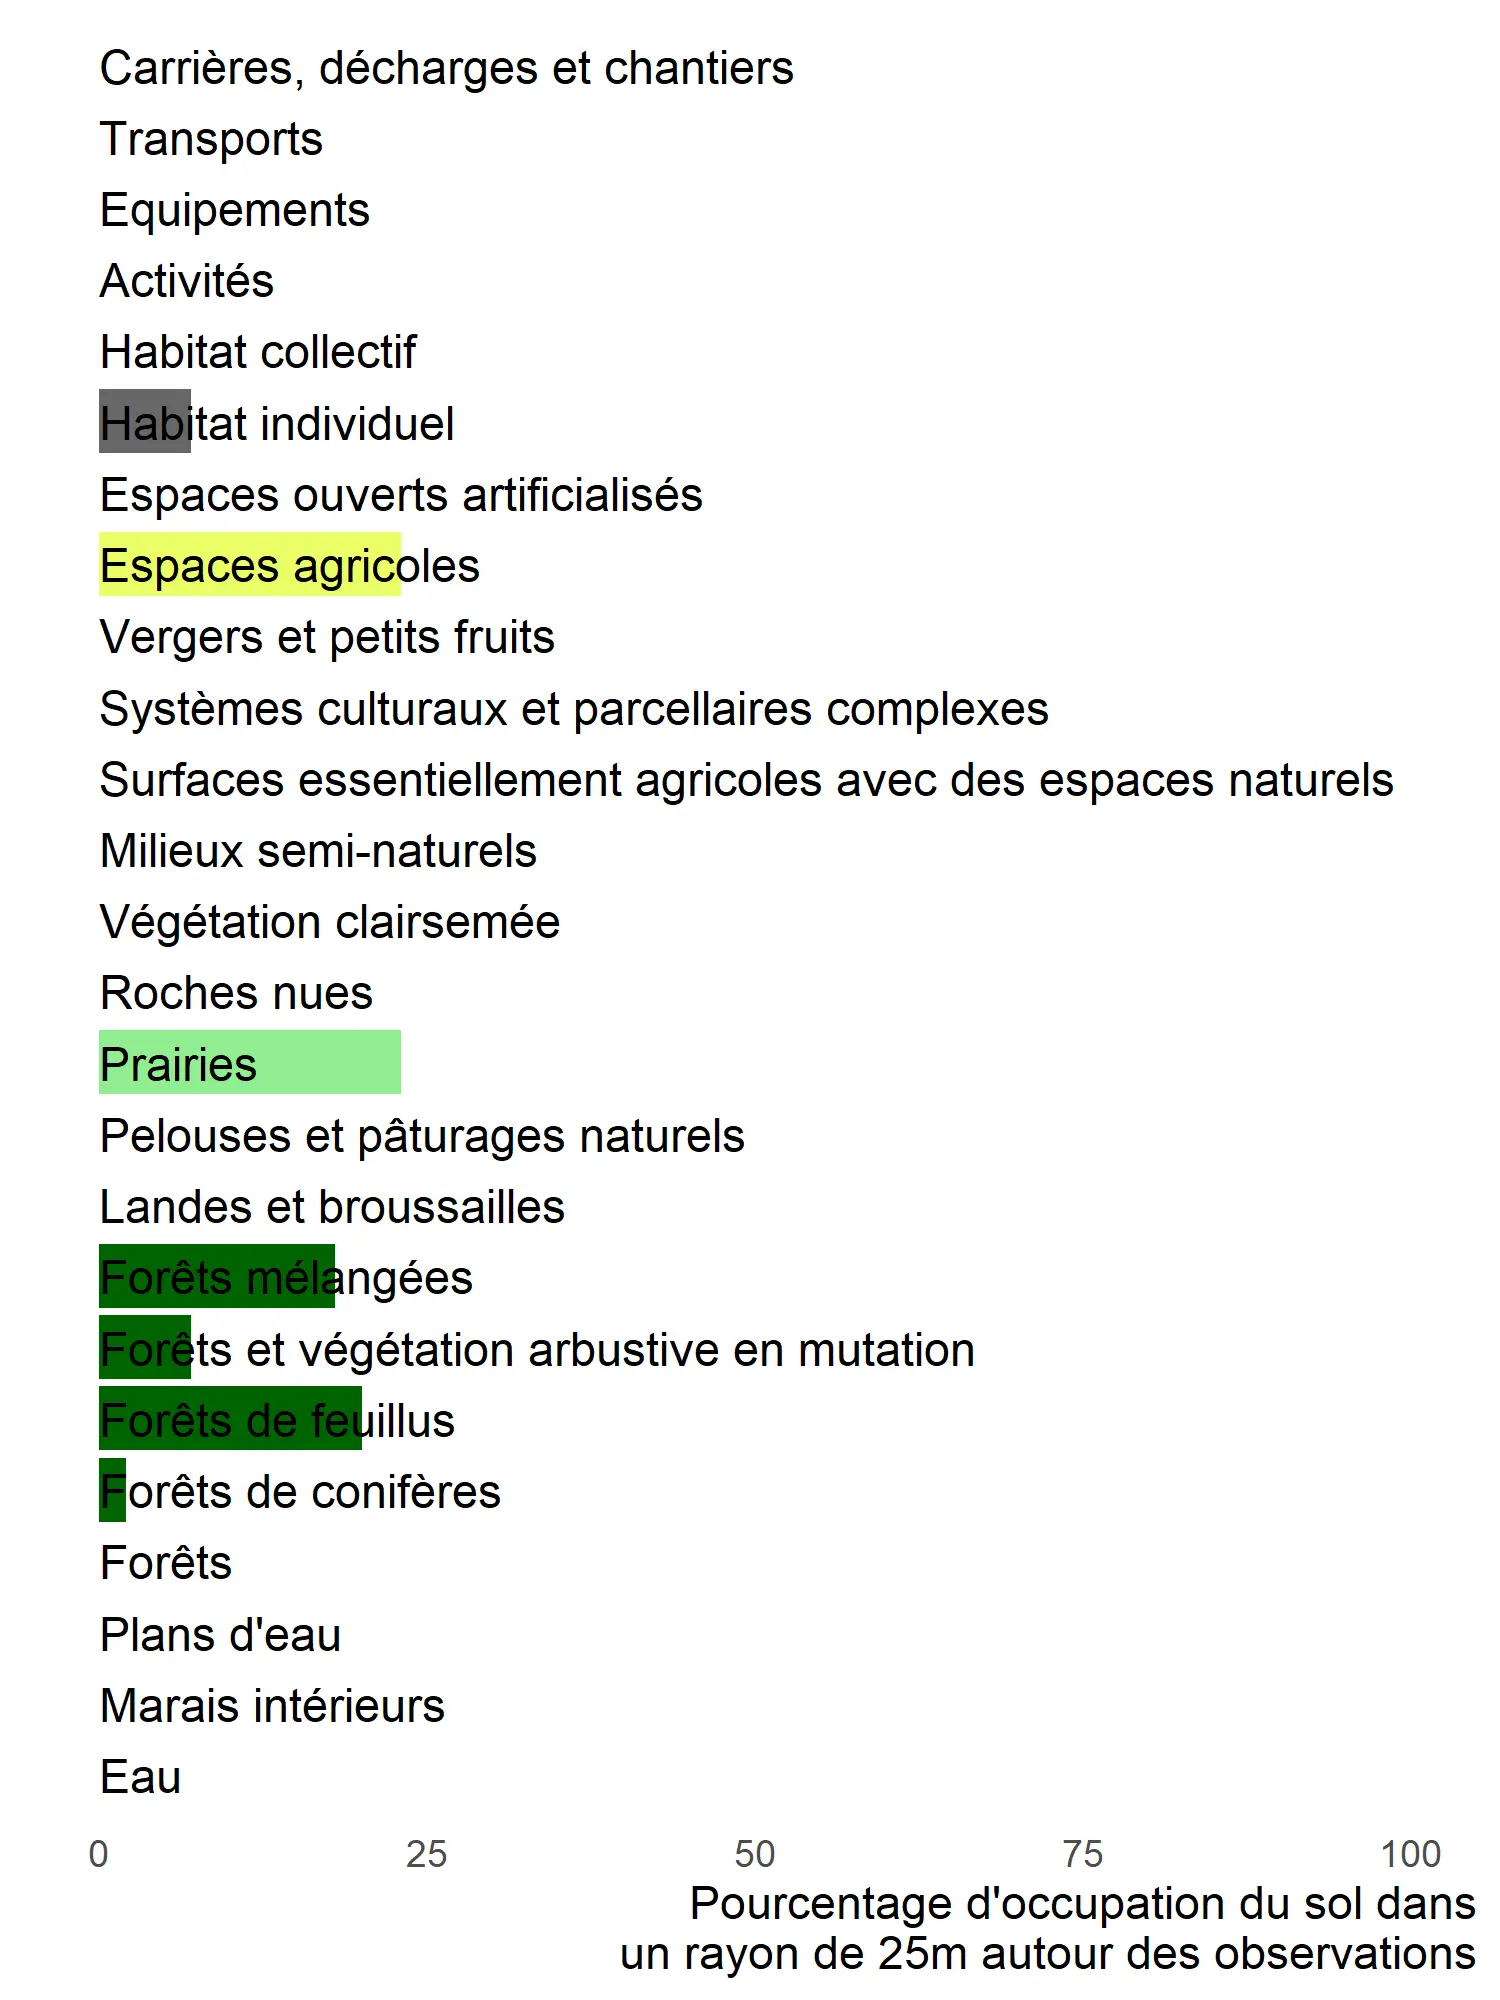 Carrières, décharges et chantiers
Transports
Equipements
Activités
Habitat collectif
Habitat individuel
Espaces ouverts artificialisés
Espaces agricoles
Vergers et petits fruits
Systèmes culturaux et parcellaires complexes
Surfaces essentiellement agricoles avec des espaces naturels
Milieux semi-naturels
Végétation clairsemée
Roches nues
Prairies
Pelouses et pâturages naturels
Landes et broussailles
Forêts mélangées
Forêts et végétation arbustive en mutation
Forêts de feuillus
Forêts de conifères
Forêts
Plans d'eau
Marais intérieurs
Eau
0 25 50 75 100
Pourcentage d'occupation du sol dans
un rayon de 25m autour des observations